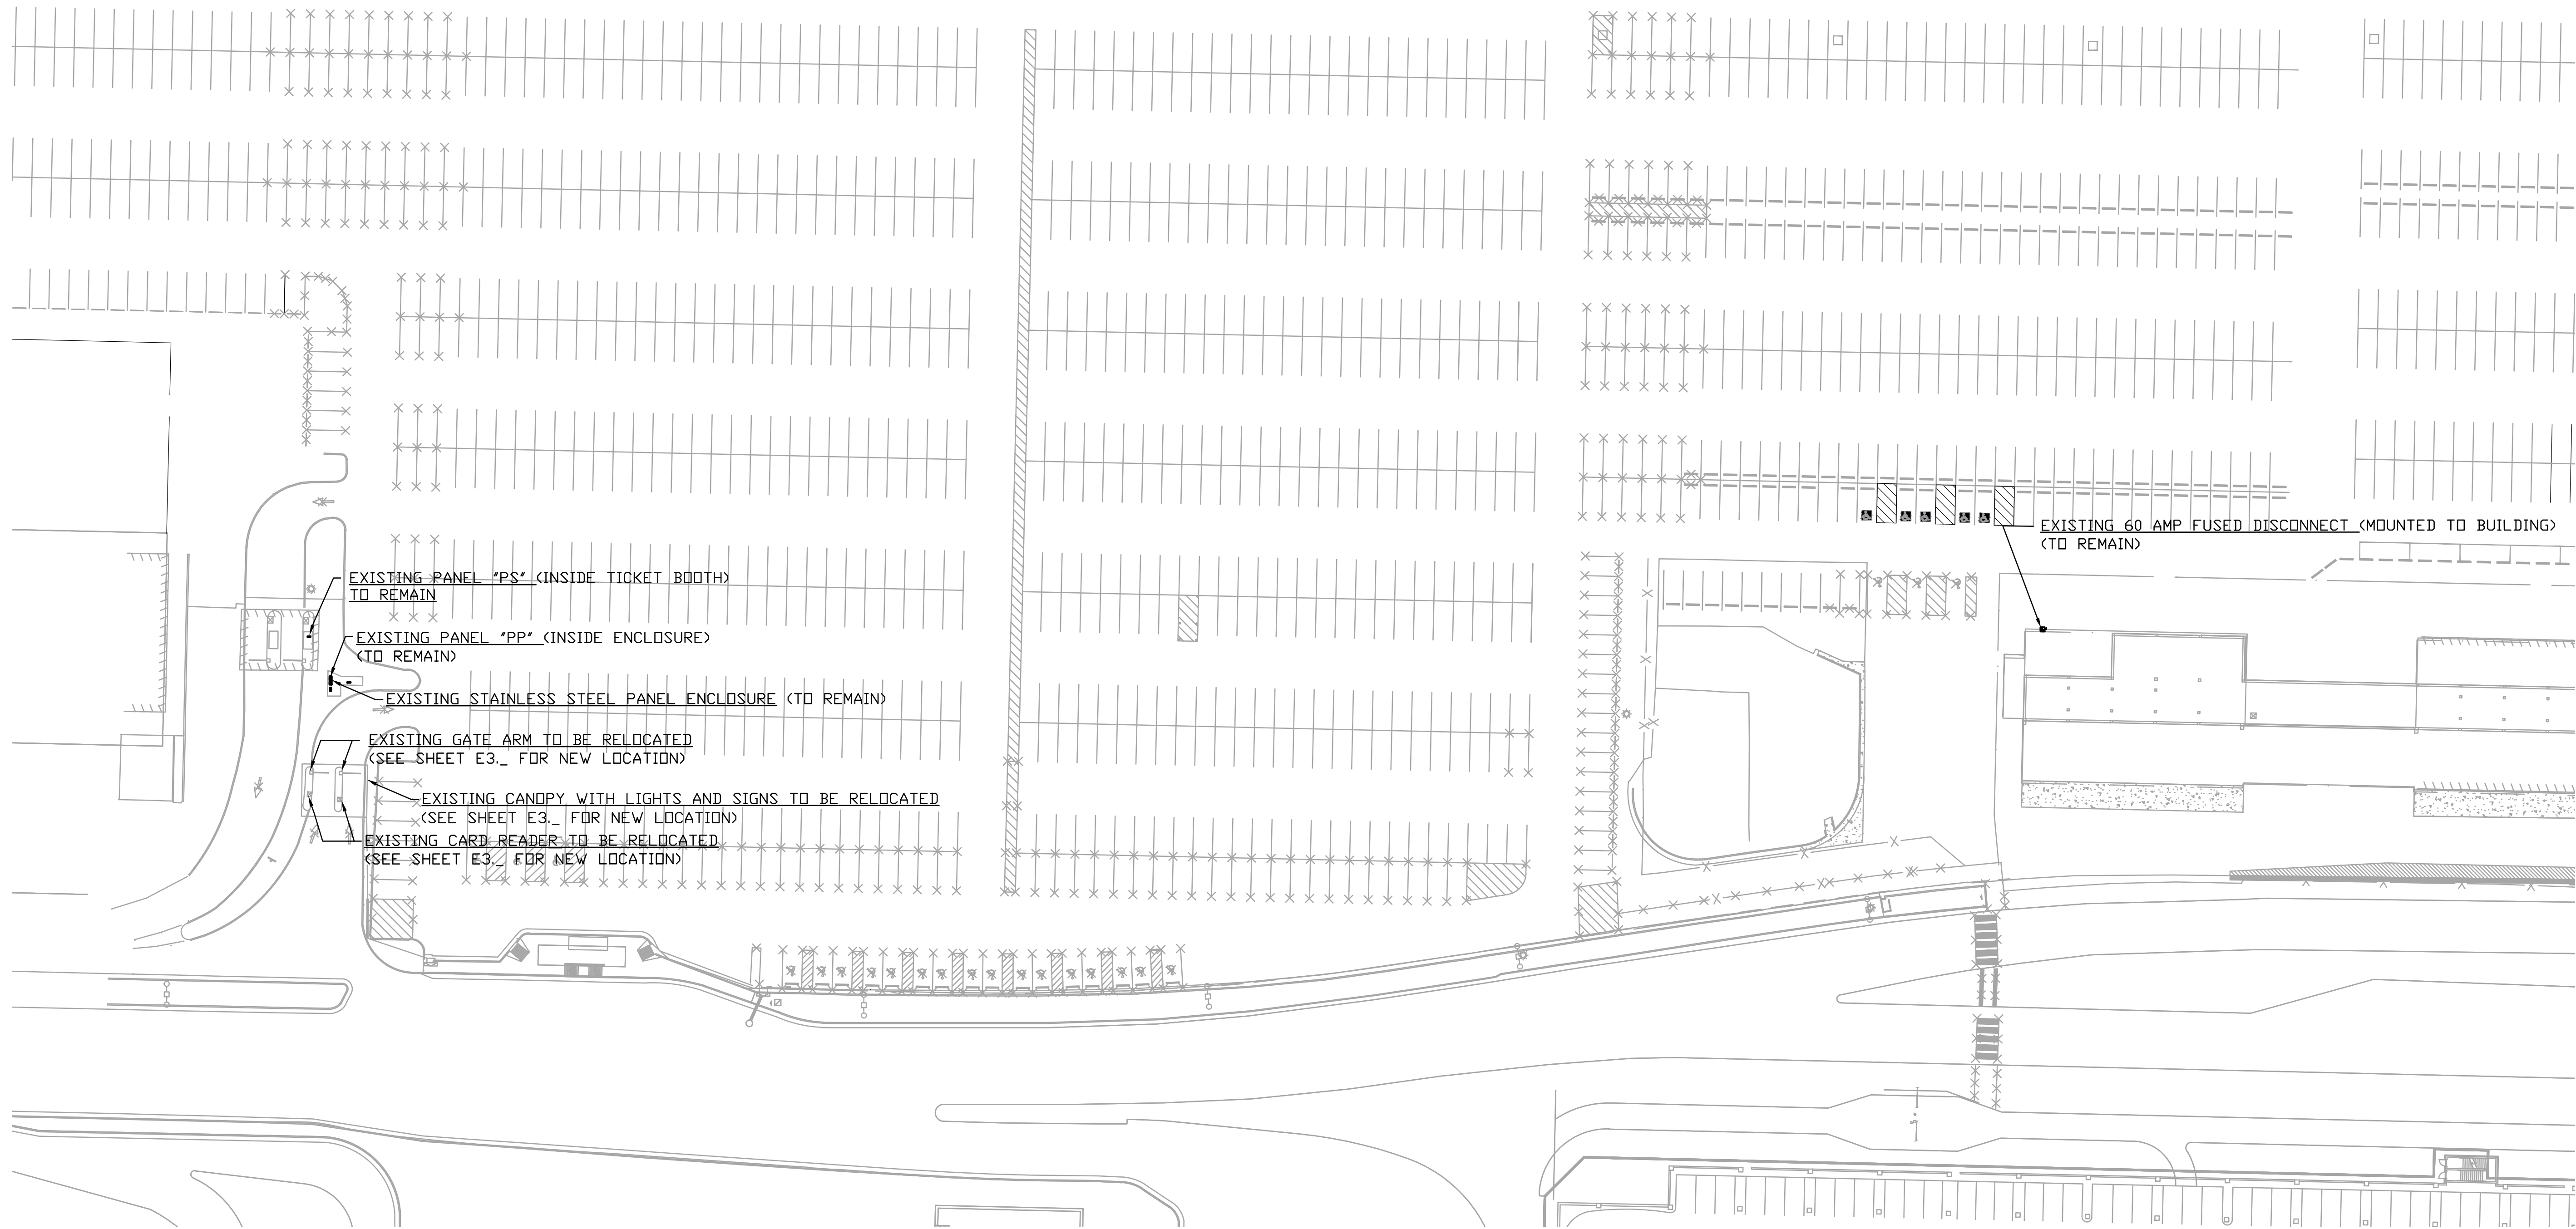 EXISTING 60 AMP FUSED DISCONNECT (MOUNTED TO BUILDING)
(TO REMAIN)
EXISTING PANEL "PS" (INSIDE TICKET BOOTH)
TO REMAIN
EXISTING PANEL "PP" (INSIDE ENCLOSURE)
(TO REMAIN)
EXISTING STAINLESS STEEL PANEL ENCLOSURE (TO REMAIN)
EXISTING GATE ARM TO BE RELOCATED
(SEE SHEET E3._ FOR NEW LOCATION)
EXISTING CANOPY WITH LIGHTS AND SIGNS TO BE RELOCATED
(SEE SHEET E3._ FOR NEW LOCATION)
EXISTING CARD READER TO BE RELOCATED
(SEE SHEET E3._ FOR NEW LOCATION)